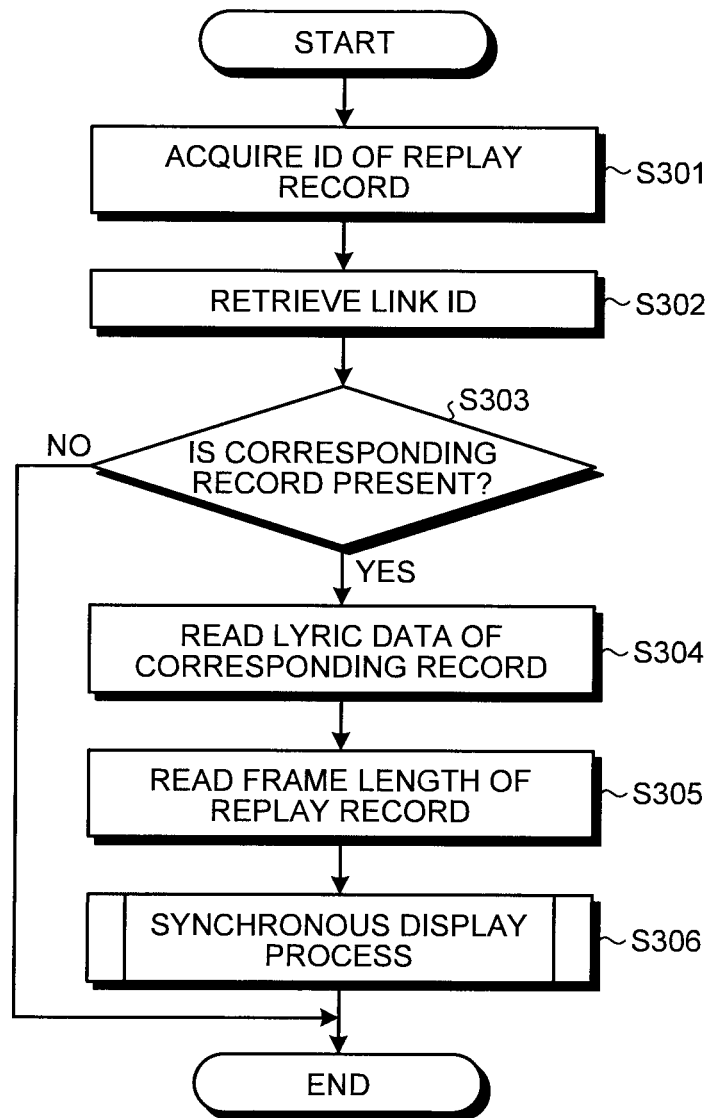 START
ACQUIRE ID OF REPLAY
RECORD
S301
RETRIEVE LINK ID
S302
S303
NO
IS CORRESPONDING
RECORD PRESENT?
YES
READ LYRIC DATA OF
CORRESPONDING RECORD
S304
READ FRAME LENGTH OF
REPLAY RECORD
S305
SYNCHRONOUS DISPLAY
PROCESS
S306
END